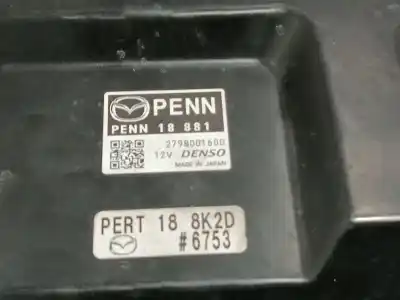 PENN
PENN 18 881
2798001600
12V DENSO
MADE IN JAPAN
PERT 18 8K2D
#6753